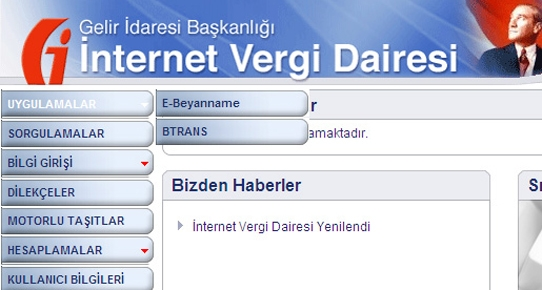 Gelir İdaresi Başkanlığı
İnternet Vergi Dairesi
UYGULAMALAR
E-Beyanname
BTRANS
SORGULAMALAR
BİLGİ GİRİŞİ
DİLEKÇELER
MOTORLU TAŞITLAR
HESAPLAMALAR
KULLANICI BİLGİLERİ
r
amaktadır.
Bizden Haberler
İnternet Vergi Dairesi Yenilendi